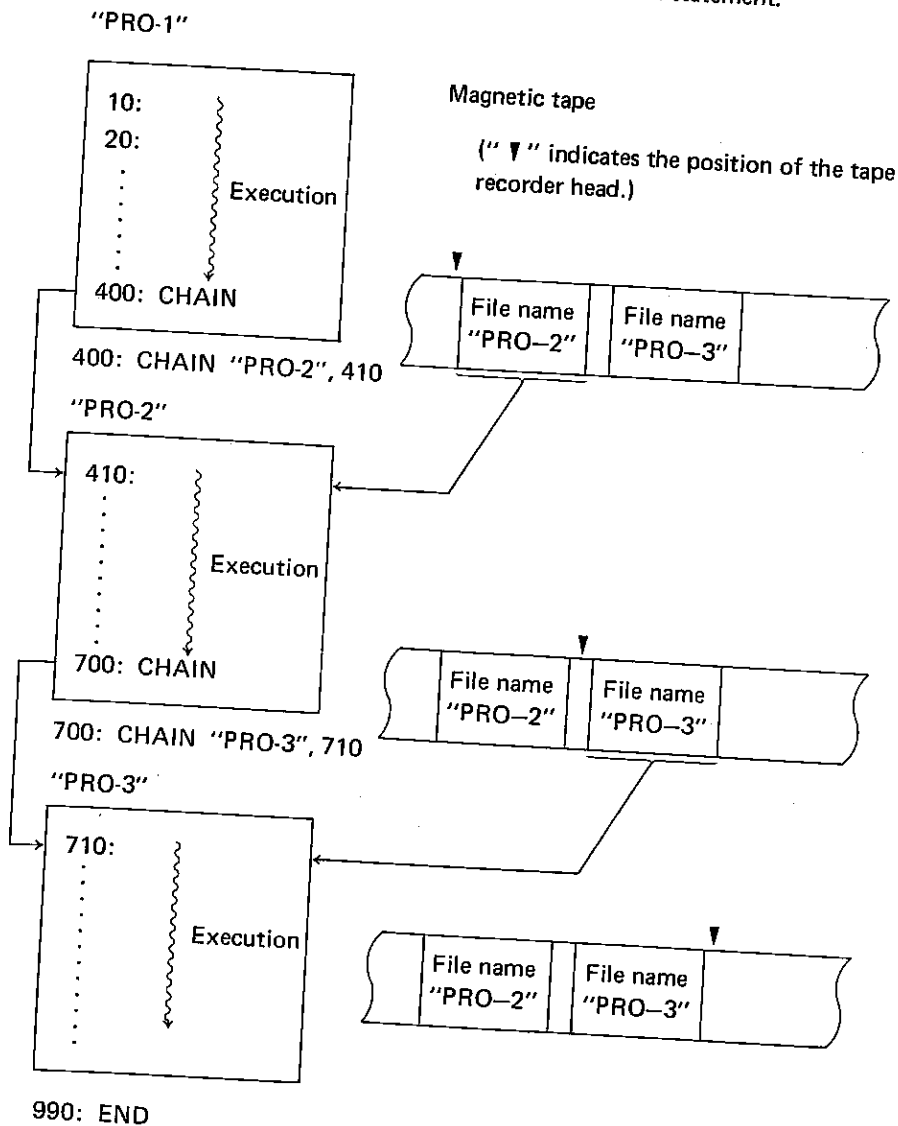 statement.
"PRO-1"
10:
20:
Execution
400: CHAIN
400: CHAIN "PRO-2", 410
Magnetic tape
("▼" indicates the position of the tape
recorder head.)
File name
"PRO–2"
File name
"PRO–3"
"PRO-2"
410:
Execution
700: CHAIN
700: CHAIN "PRO-3", 710
File name
"PRO–2"
File name
"PRO–3"
"PRO-3"
710:
Execution
990: END
File name
"PRO–2"
File name
"PRO–3"